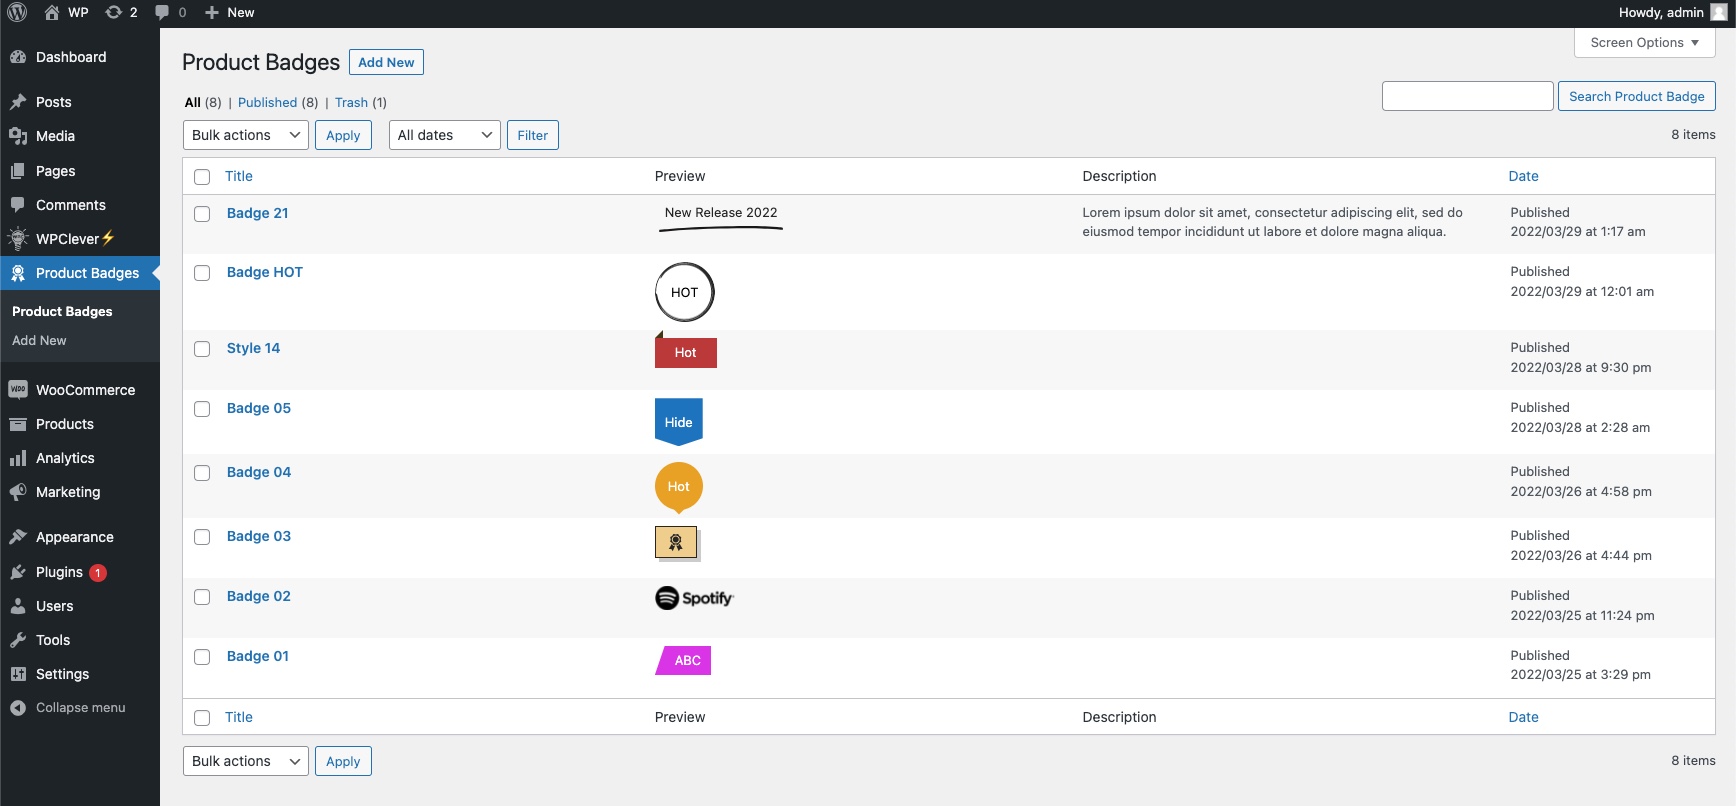 WP 2 0 New Howdy, admin
Screen Options ▼
Dashboard
Posts
Media
Pages
Comments
WPClever⚡
Product Badges
Product Badges
Add New
WooCommerce
Products
Analytics
Marketing
Appearance
Plugins 1
Users
Tools
Settings
Collapse menu
Product Badges Add New
All (8) | Published (8) | Trash (1)
Search Product Badge
Bulk actions Apply All dates Filter 8 items
Title Preview Description Date
Badge 21 New Release 2022 Lorem ipsum dolor sit amet, consectetur adipiscing elit, sed do Published
eiusmod tempor incididunt ut labore et dolore magna aliqua. 2022/03/29 at 1:17 am
Badge HOT HOT Published
2022/03/29 at 12:01 am
Style 14 Hot Published
2022/03/28 at 9:30 pm
Badge 05 Hide Published
2022/03/28 at 2:28 am
Badge 04 Hot Published
2022/03/26 at 4:58 pm
Badge 03 Published
2022/03/26 at 4:44 pm
Badge 02 Spotify Published
2022/03/25 at 11:24 pm
Badge 01 ABC Published
2022/03/25 at 3:29 pm
Title Preview Description Date
Bulk actions Apply 8 items